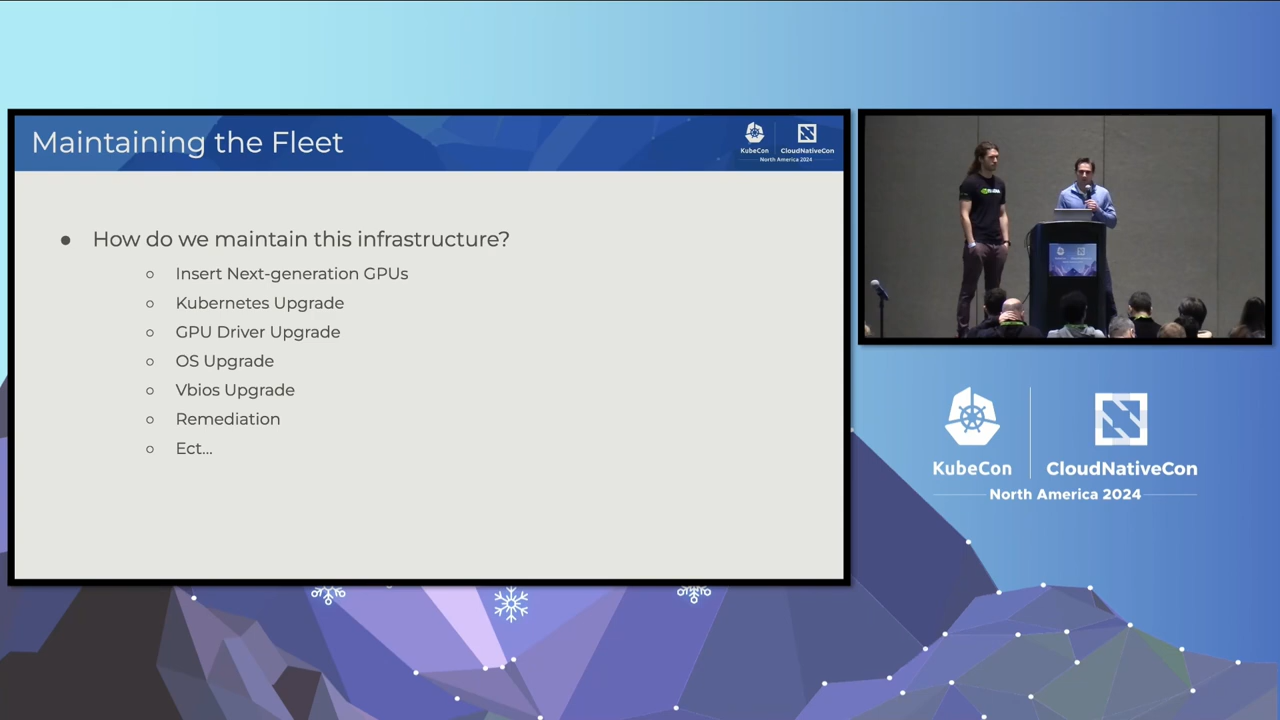 Maintaining the Fleet
KubeCon
CloudNativeCon
North America 2024
● How do we maintain this infrastructure?
○ Insert Next-generation GPUs
○ Kubernetes Upgrade
○ GPU Driver Upgrade
○ OS Upgrade
○ Vbios Upgrade
○ Remediation
○ Ect...
KubeCon
CloudNativeCon
North America 2024